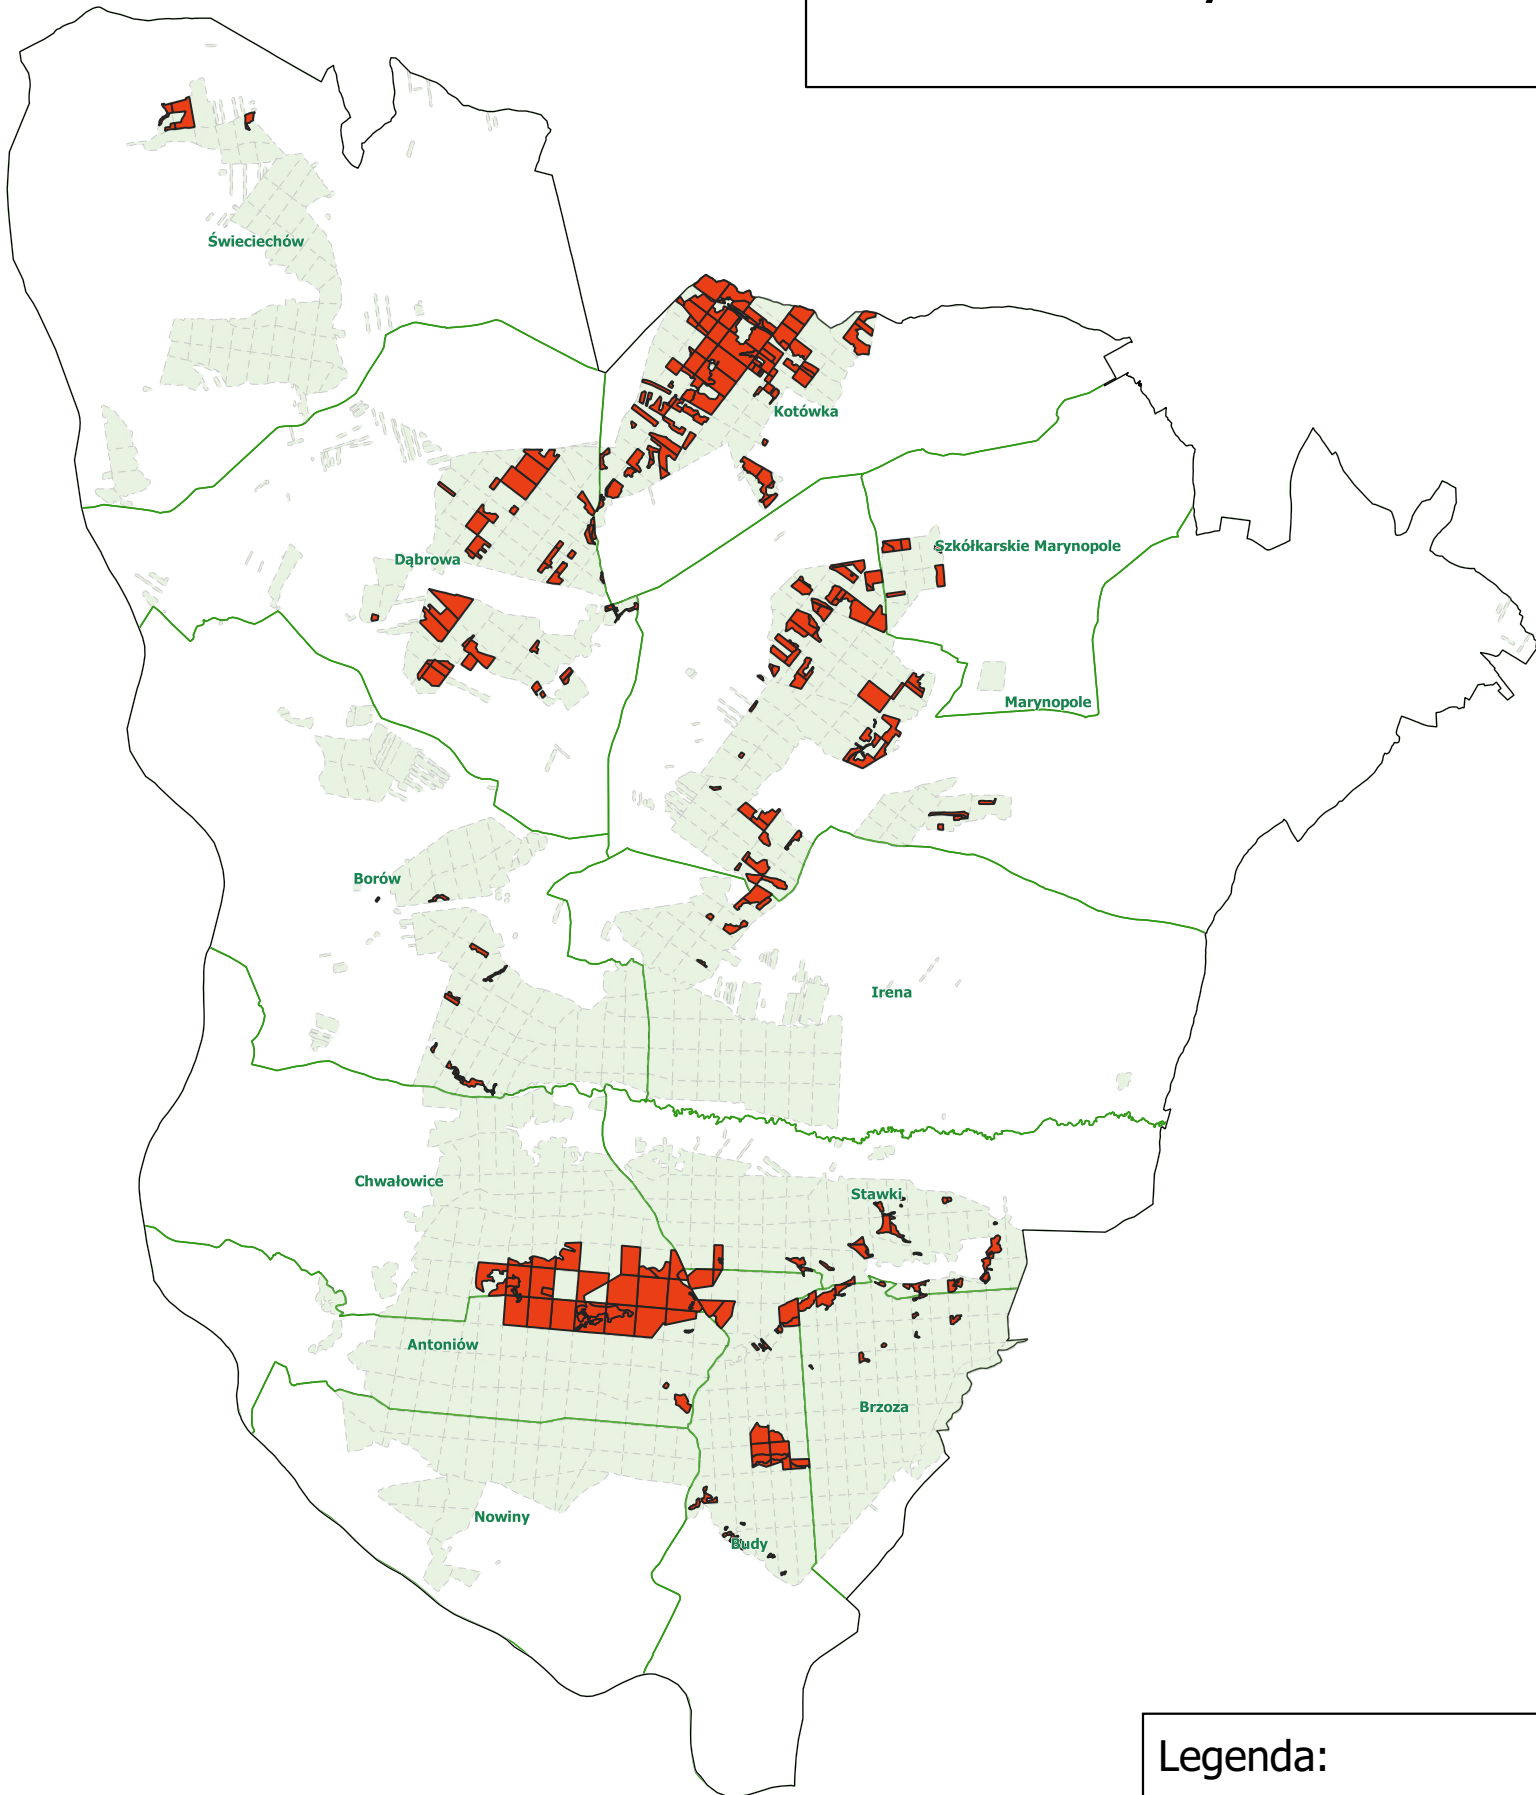 Świeciechów
Kotówka
Szkółkarskie Marynopole
Dąbrowa
Marynopole
Borów
Irena
Chwałowice
Stawki
Antoniów
Brzoza
Nowiny
Budy
Legenda: